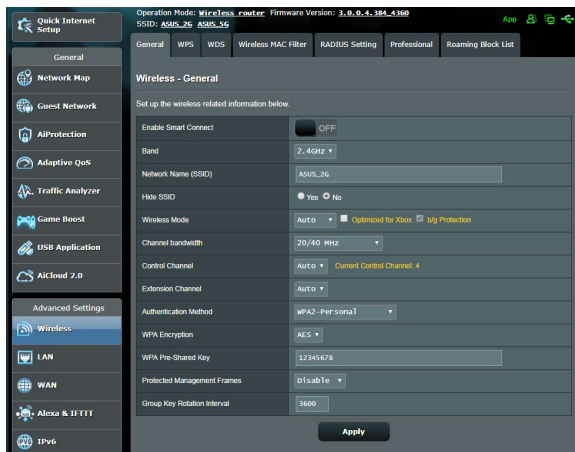 Quick Internet
Setup
Operation Mode: Wireless router Firmware Version: 3.0.0.4.384_4360
SSID: ASUS_2G ASUS_5G
App
General WPS WDS Wireless MAC Filter RADIUS Setting Professional Roaming Block List
General
Network Map
Guest Network
AiProtection
Adaptive QoS
Traffic Analyzer
Game Boost
USB Application
AiCloud 2.0
Advanced Settings
Wireless
LAN
WAN
Alexa & IFTTT
IPv6
Wireless - General
Set up the wireless related information below.
Enable Smart Connect OFF
Band 2.4GHz
Network Name (SSID) ASUS_2G
Hide SSID Yes No
Wireless Mode Auto Optimized for Xbox b/g Protection
Channel bandwidth 20/40 MHz
Control Channel Auto Current Control Channel: 4
Extension Channel Auto
Authentication Method WPA2-Personal
WPA Encryption AES
WPA Pre-Shared Key 12345678
Protected Management Frames Disable
Group Key Rotation Interval 3600
Apply